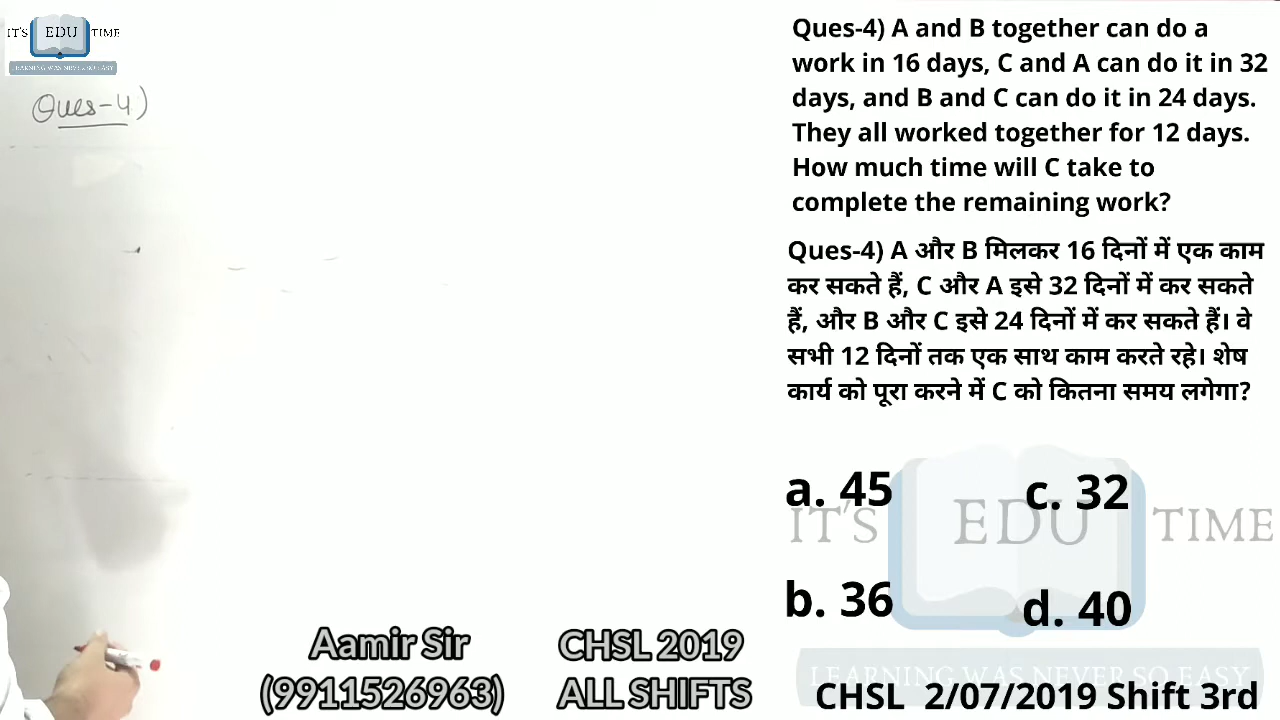 IT'S EDU TIME
LEARNING WAS NEVER SO EASY
Ques-4)
Ques-4) A and B together can do a
work in 16 days, C and A can do it in 32
days, and B and C can do it in 24 days.
They all worked together for 12 days.
How much time will C take to
complete the remaining work?
Ques-4) A और B मिलकर 16 दिनों में एक काम
कर सकते हैं, C और A इसे 32 दिनों में कर सकते
हैं, और B और C इसे 24 दिनों में कर सकते हैं। वे
सभी 12 दिनों तक एक साथ काम करते रहे। शेष
कार्य को पूरा करने में C को कितना समय लगेगा?
a. 45
c. 32
IT'S EDU TIME
b. 36
d. 40
LEARNING WAS NEVER SO EASY
Aamir Sir
(9911526963)
CHSL 2019
ALL SHIFTS
CHSL 2/07/2019 Shift 3rd